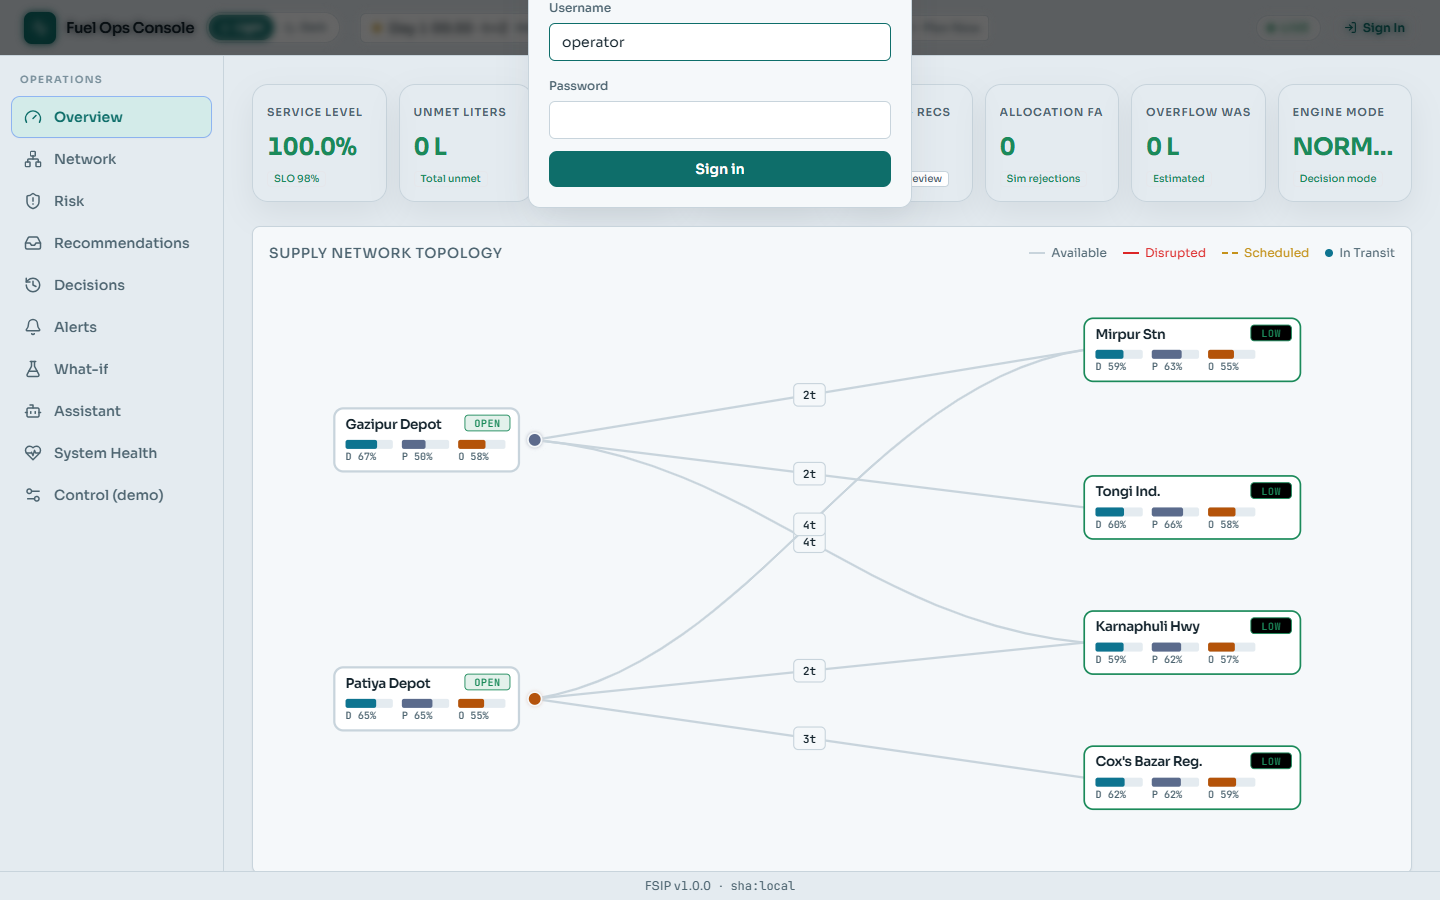 Fuel Ops Console
Sign In
Username
operator
Password
Sign in
OPERATIONS
Overview
Network
Risk
Recommendations
Decisions
Alerts
What-if
Assistant
System Health
Control (demo)
SERVICE LEVEL
100.0%
SLO 98%
UNMET LITERS
0 L
Total unmet
RECS
eview
ALLOCATION FA
0
Sim rejections
OVERFLOW WAS
0 L
Estimated
ENGINE MODE
NORM...
Decision mode
SUPPLY NETWORK TOPOLOGY
Available
Disrupted
Scheduled
In Transit
Gazipur Depot
OPEN
D 67% P 50% O 58%
Patiya Depot
OPEN
D 65% P 65% O 55%
2t
2t
4t
4t
2t
3t
Mirpur Stn
LOW
D 59% P 63% O 55%
Tongi Ind.
LOW
D 60% P 66% O 58%
Karnaphuli Hwy
LOW
D 59% P 62% O 57%
Cox's Bazar Reg.
LOW
D 62% P 62% O 59%
FSIP v1.0.0 · sha:local